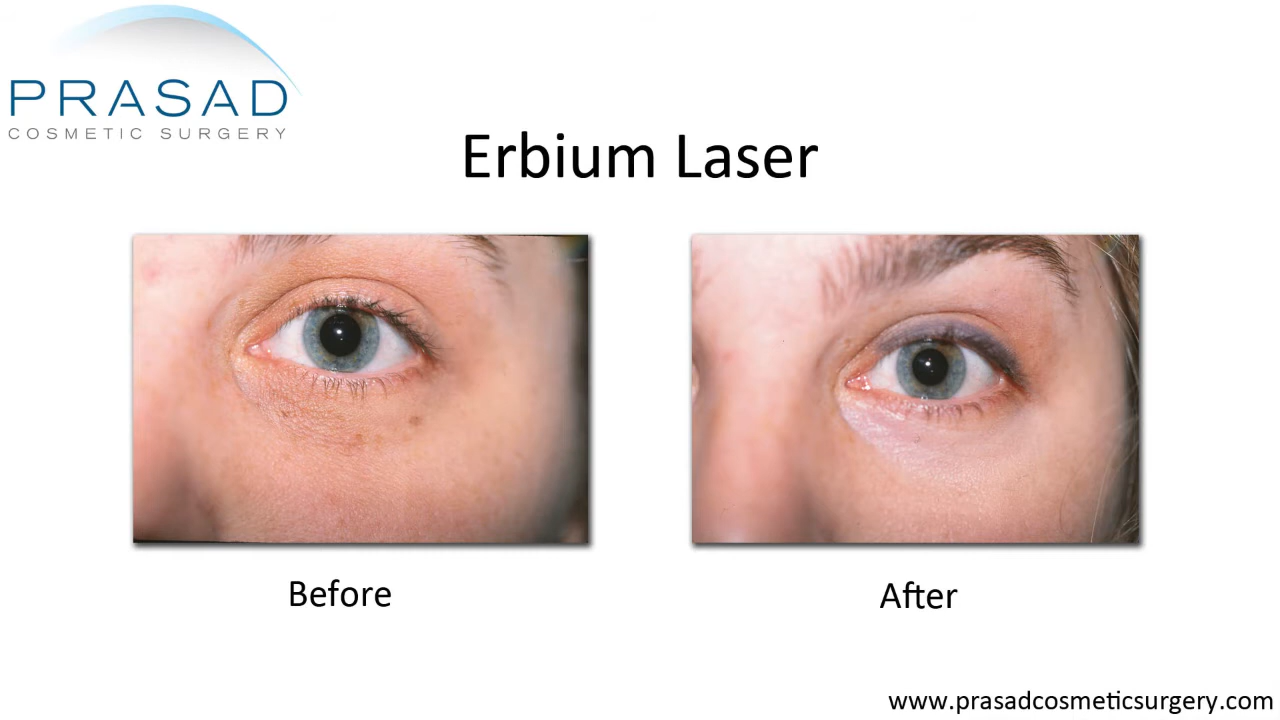 PRASAD
COSMETIC SURGERY
Erbium Laser
Before
After
www.prasadcosmeticsurgery.com